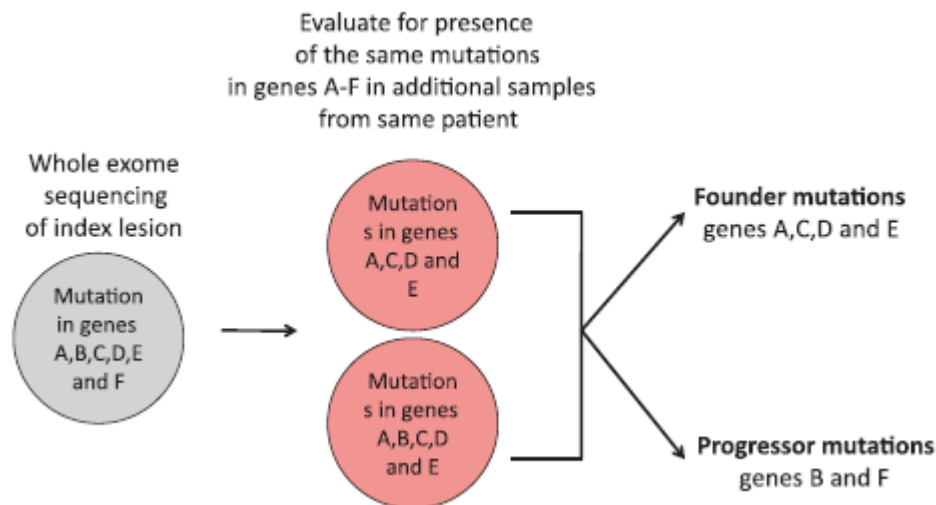 Evaluate for presence
of the same mutations
in genes A-F in additional samples
from same patient
Whole exome
sequencing
of index lesion
Mutation
in genes
A,B,C,D,E
and F
Mutation
s in genes
A,C,D and
E
Mutation
s in genes
A,B,C,D
and E
Founder mutations
genes A,C,D and E
Progressor mutations
genes B and F